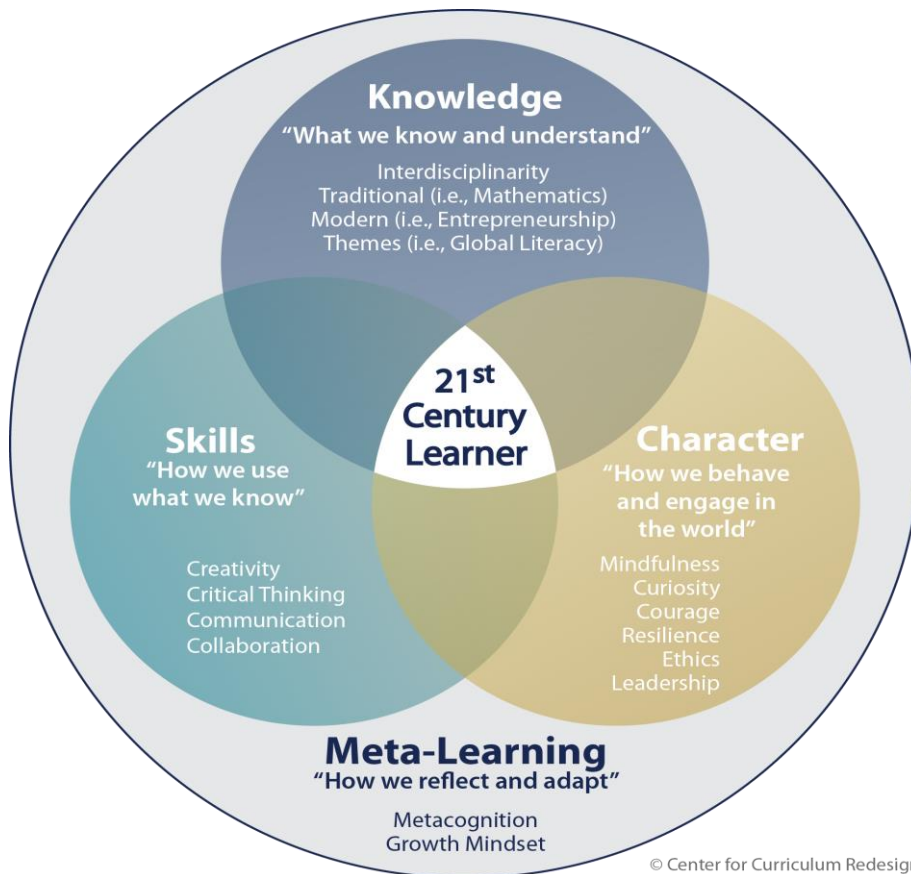 Knowledge
“What we know and understand”
Interdisciplinarity
Traditional (i.e., Mathematics)
Modern (i.e., Entrepreneurship)
Themes (i.e., Global Literacy)
21st
Century
Learner
Skills
“How we use
what we know”
Creativity
Critical Thinking
Communication
Collaboration
Character
“How we behave
and engage in
the world”
Mindfulness
Curiosity
Courage
Resilience
Ethics
Leadership
Meta-Learning
“How we reflect and adapt”
Metacognition
Growth Mindset
© Center for Curriculum Redesign